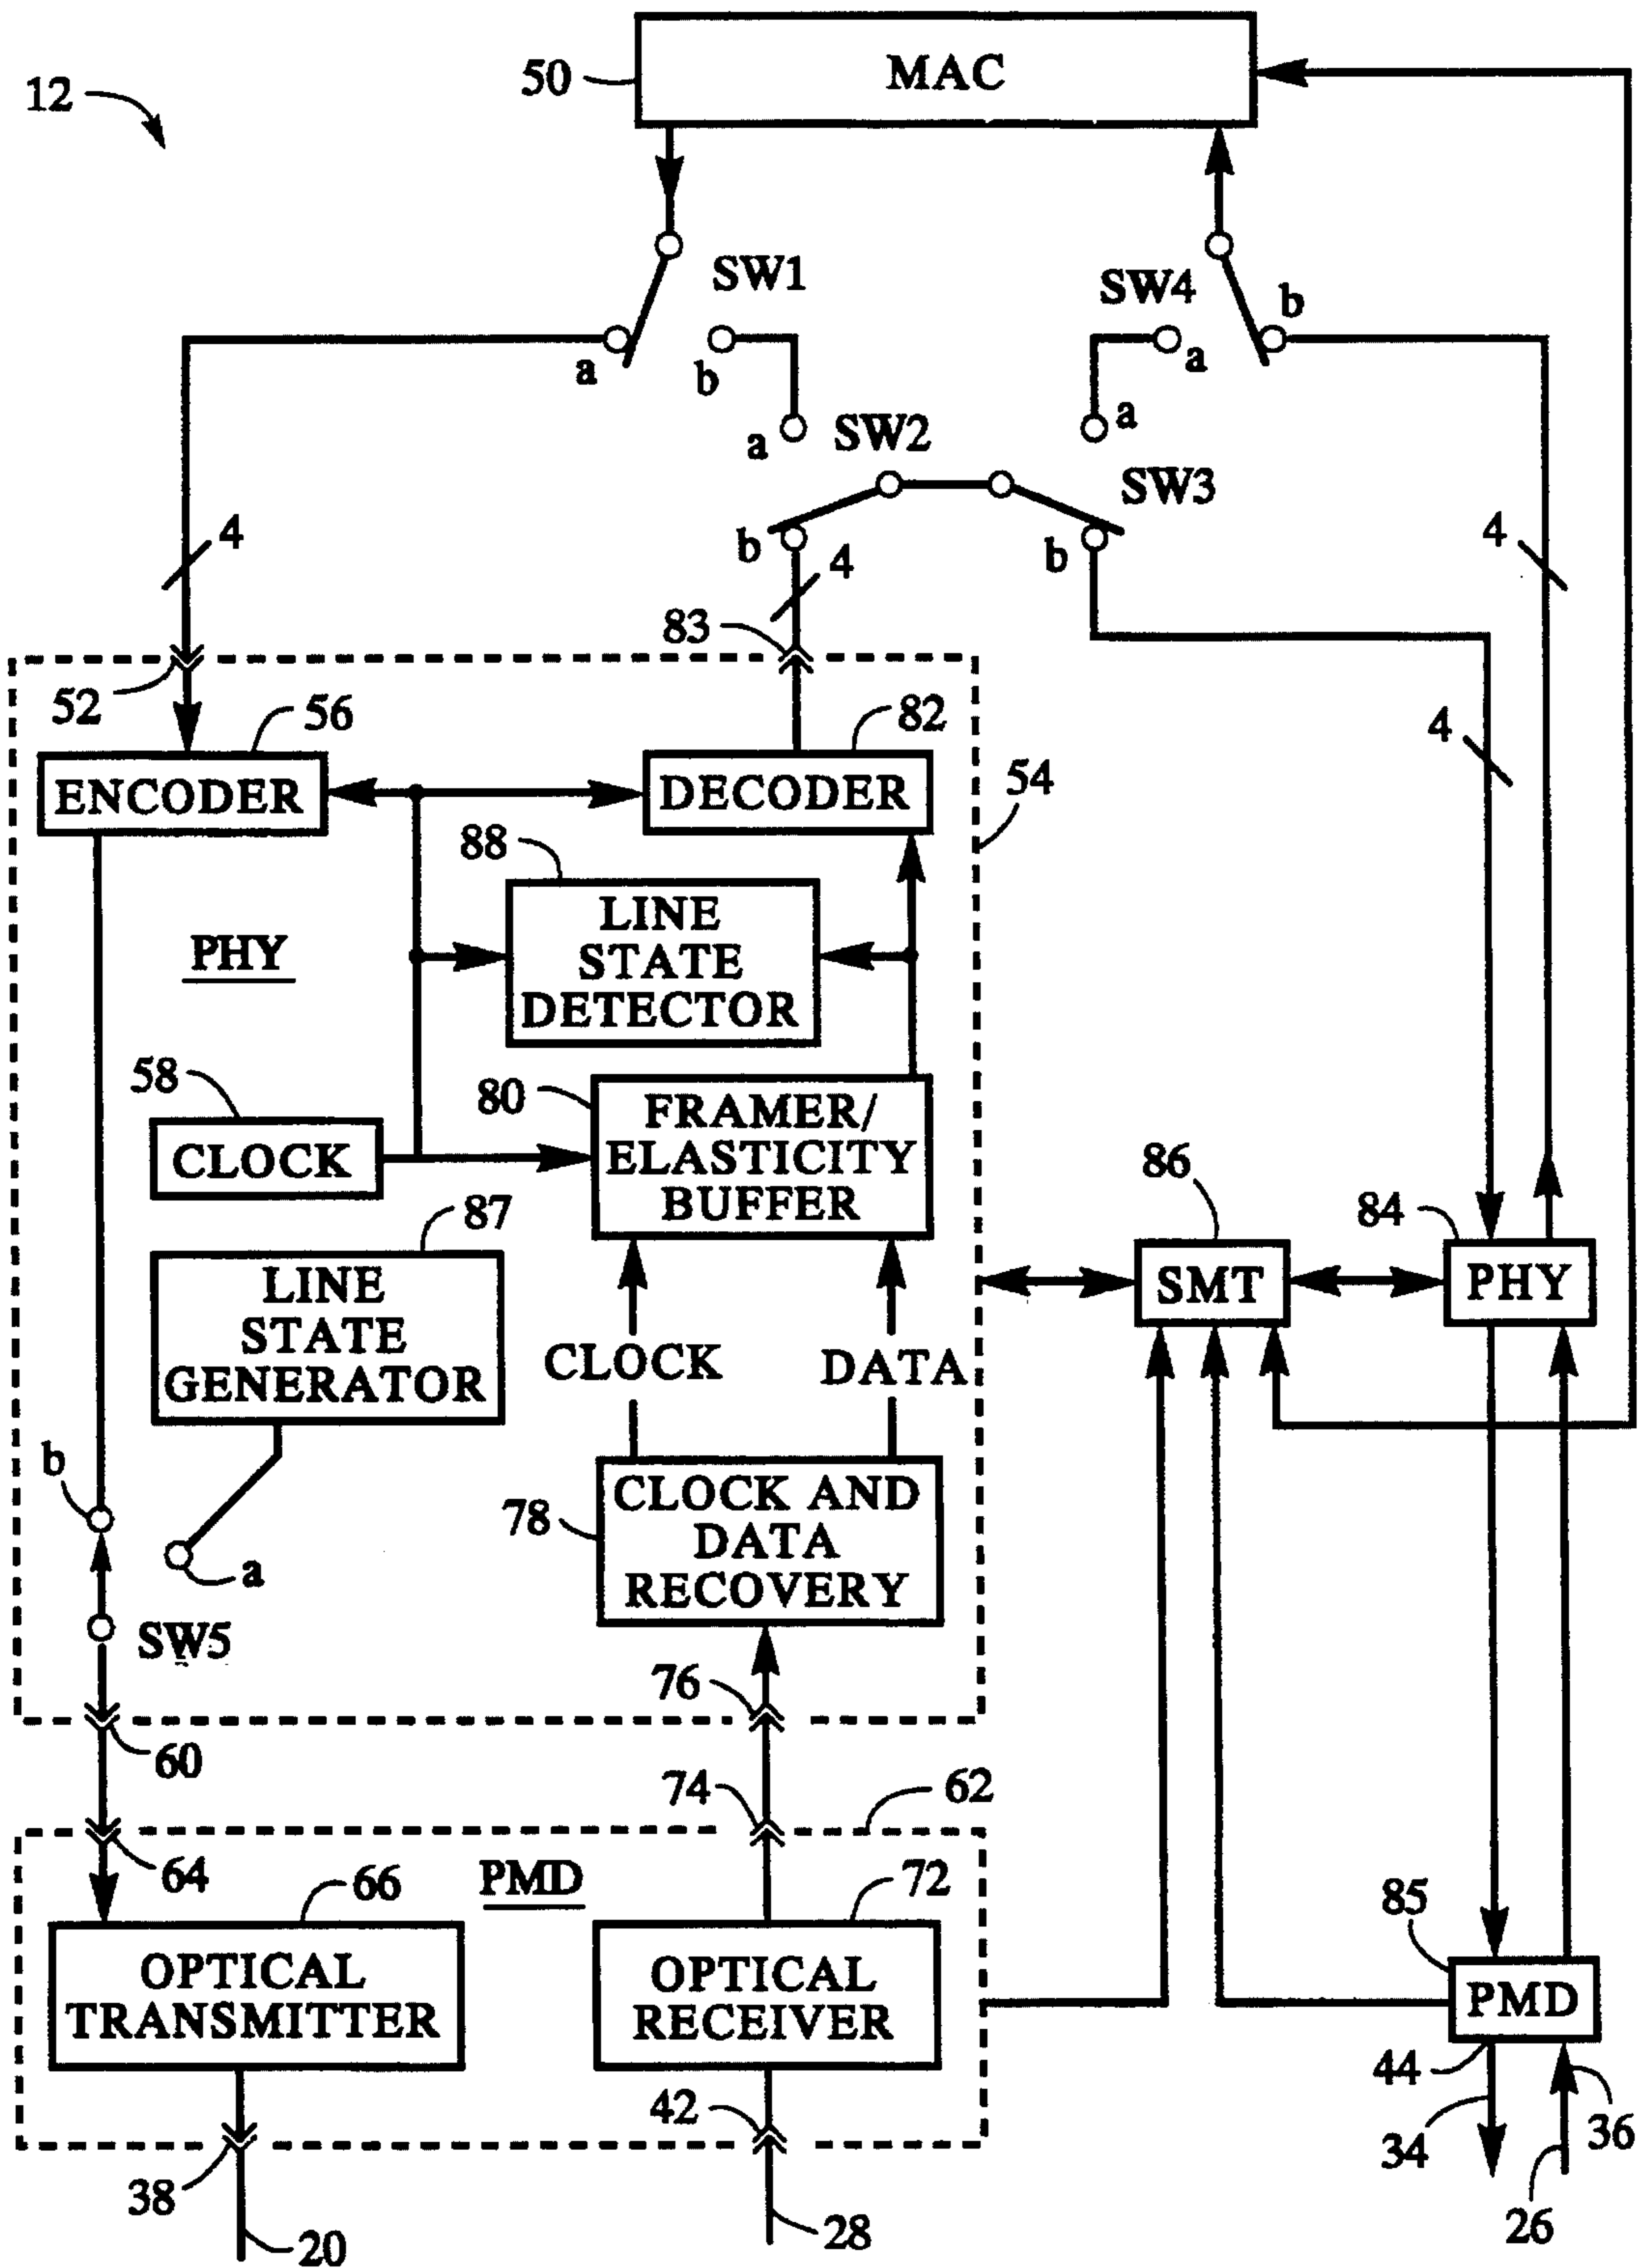 12
50
MAC
SW1
a
b
SW4
b
a
a
SW2
a
SW3
b
b
4
4
4
4
83
52
56
82
ENCODER
DECODER
54
88
LINE
STATE
DETECTOR
PHY
58
CLOCK
80
FRAMER/
ELASTICITY
BUFFER
87
LINE
STATE
GENERATOR
CLOCK
DATA
86
SMT
84
PHY
b
a
SW5
78
CLOCK AND
DATA
RECOVERY
76
60
74
62
64
PMD
66
OPTICAL
TRANSMITTER
72
OPTICAL
RECEIVER
85
PMD
44
34
36
26
42
38
20
28